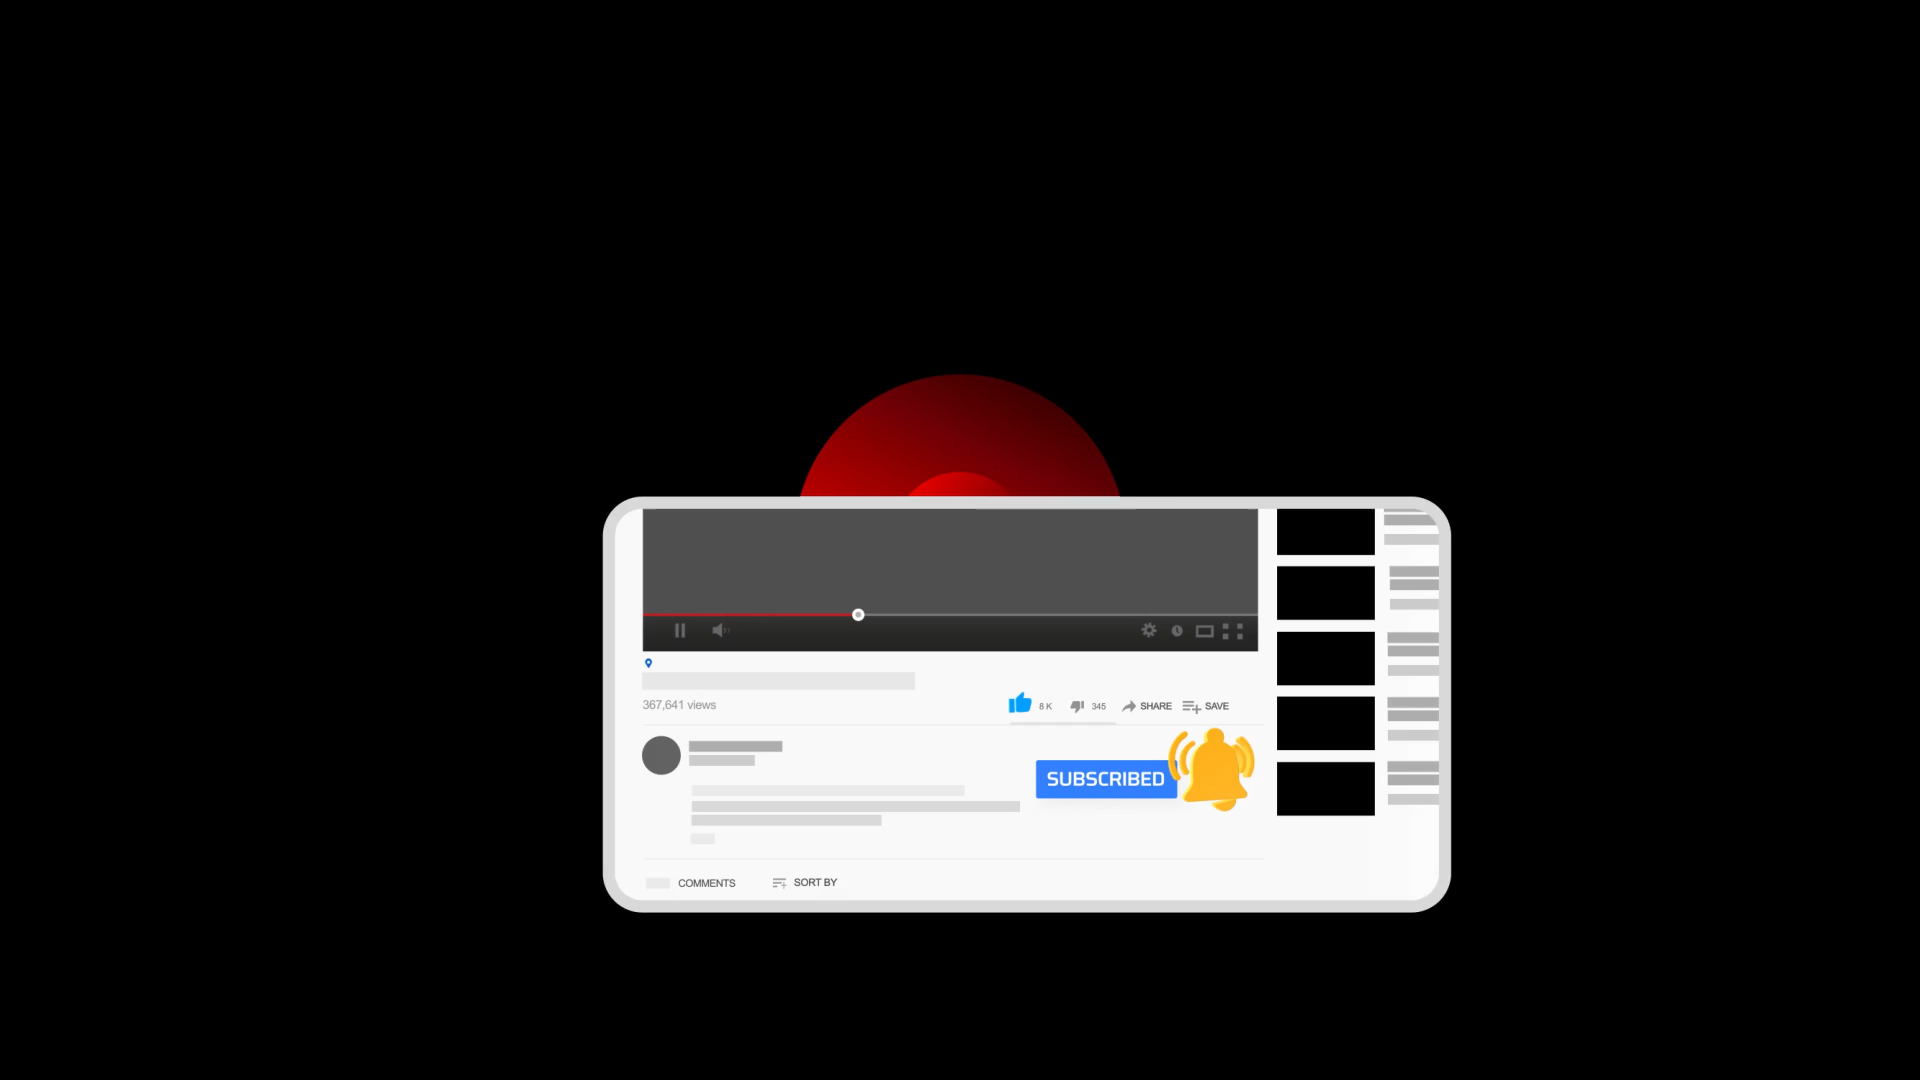 367,641 views
8 K
345
SHARE
SAVE
SUBSCRIBED
COMMENTS
SORT BY